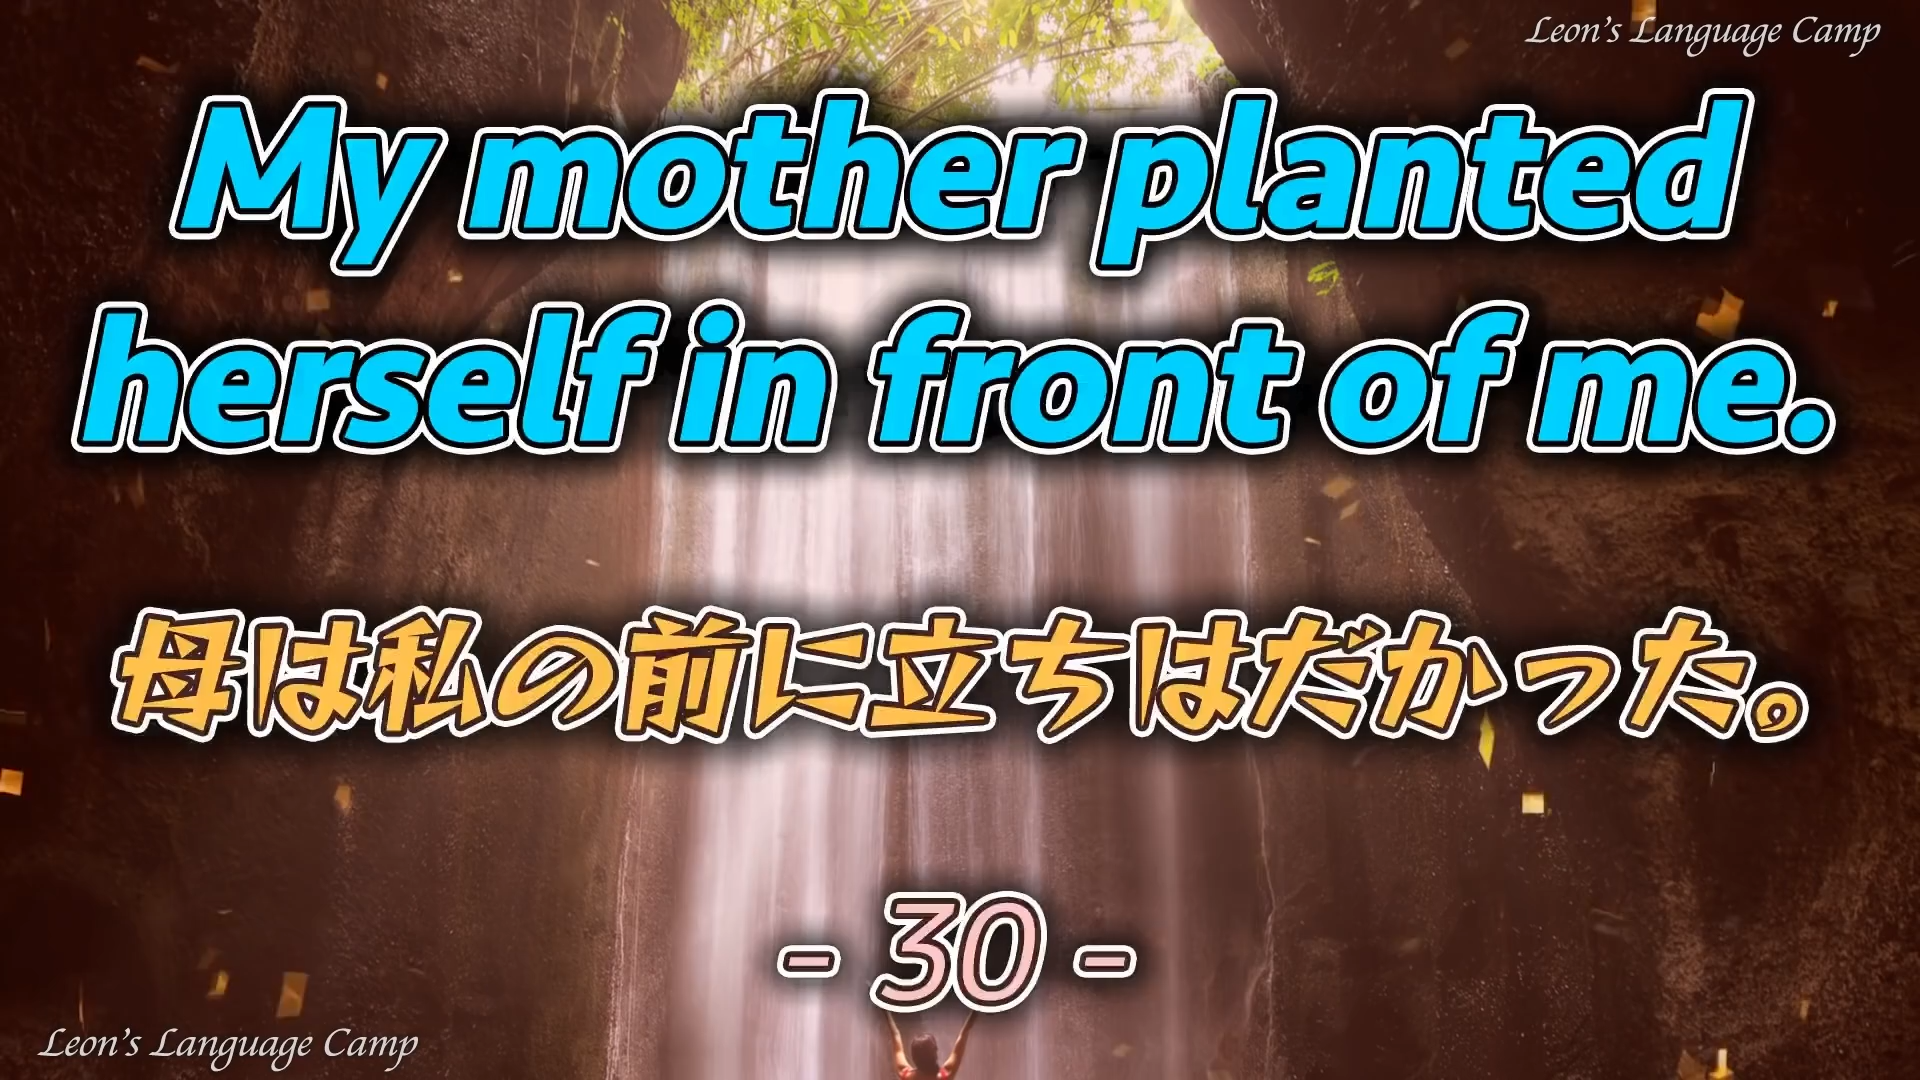 Leon's Language Camp
My mother planted
herself in front of me.
母は私の前に立ちはだかった。
- 30 -
Leon's Language Camp